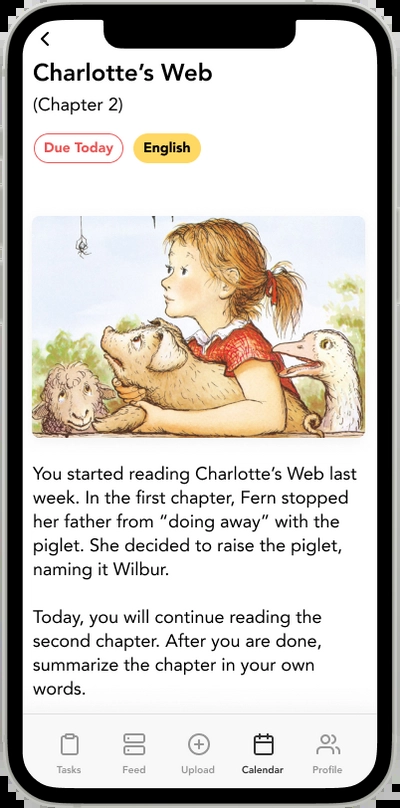 Charlotte’s Web
(Chapter 2)
Due Today
English
You started reading Charlotte’s Web last
week. In the first chapter, Fern stopped
her father from “doing away” with the
piglet. She decided to raise the piglet,
naming it Wilbur.
Today, you will continue reading the
second chapter. After you are done,
summarize the chapter in your own
words.
Tasks
Feed
Upload
Calendar
Profile